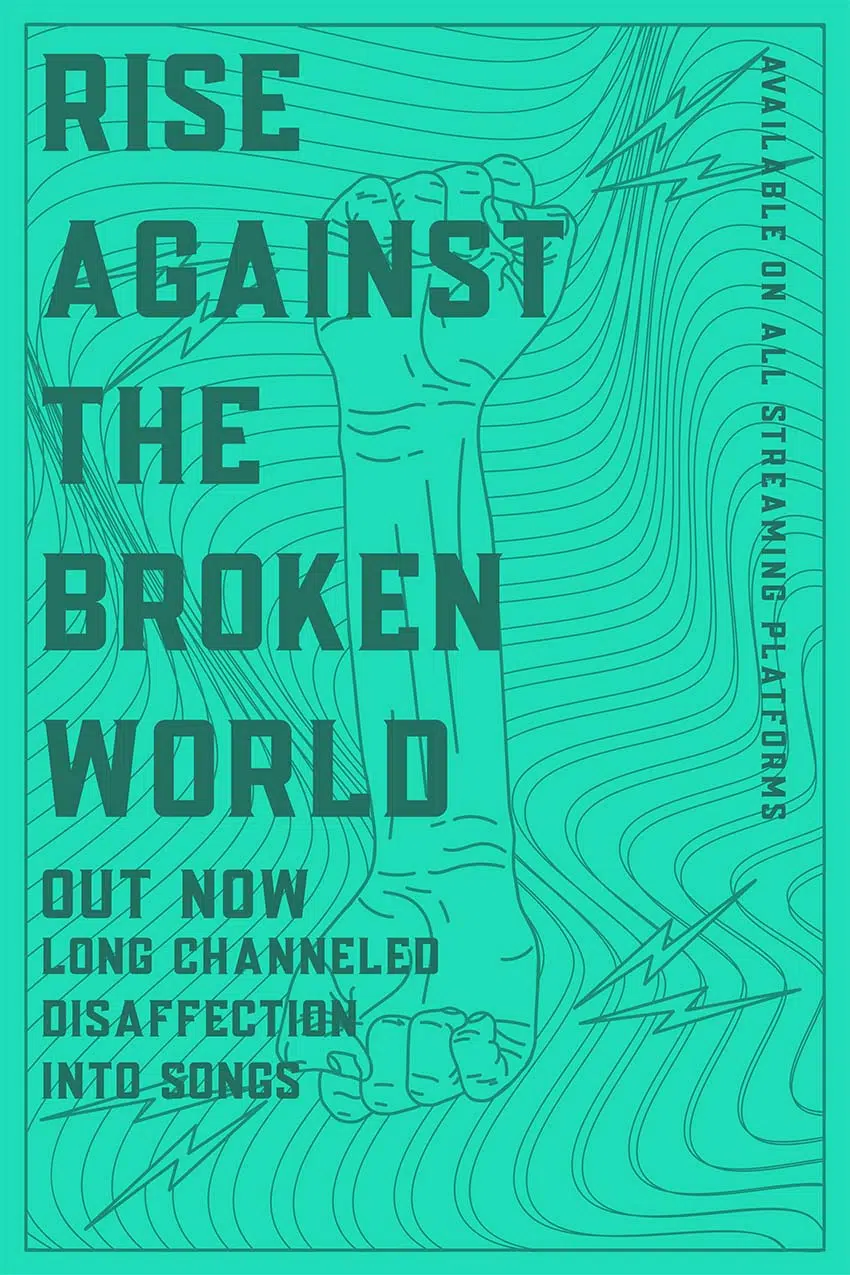 RISE
AGAINST
THE
BROKEN
WORLD
OUT NOW
LONG CHANNELED
DISAFFECTION
INTO SONGS
AVAILABLE ON ALL STREAMING PLATFORMS